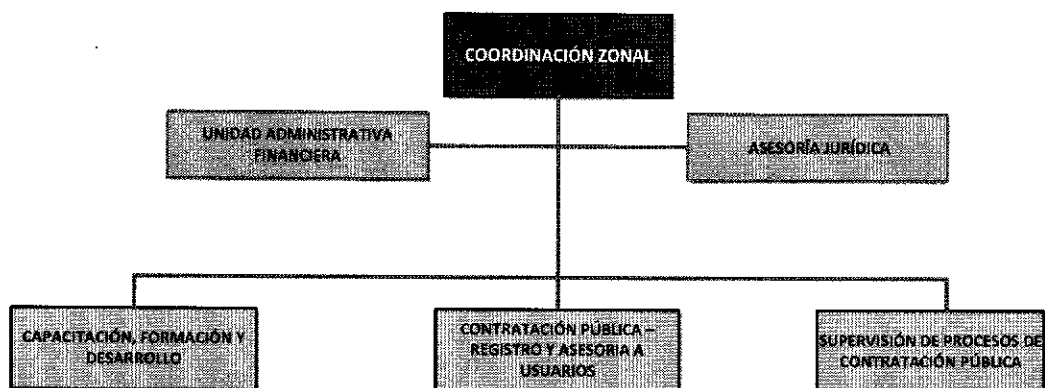 COORDINACIÓN ZONAL
UNIDAD ADMINISTRATIVA
FINANCIERA
ASESORÍA JURÍDICA
CAPACITACIÓN, FORMACIÓN Y
DESARROLLO
CONTRATACIÓN PÚBLICA –
REGISTRO Y ASESORIA A
USUARIOS
SUPERVISIÓN DE PROCESOS DE
CONTRATACIÓN PÚBLICA